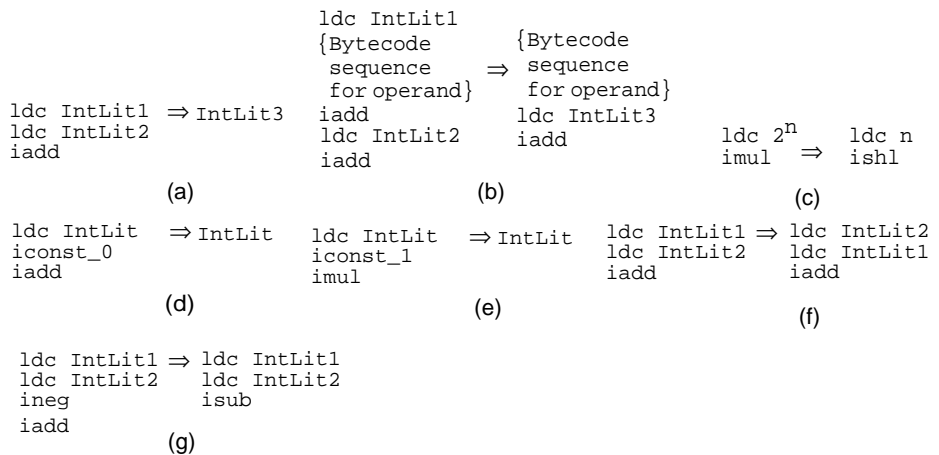 ldc IntLit1 ⇒ IntLit3
ldc IntLit2
iadd
(a)
ldc IntLit1
{Bytecode
sequence
for operand}
iadd
ldc IntLit2
iadd
⇒
{Bytecode
sequence
for operand}
ldc IntLit3
iadd
(b)
ldc 2^n ⇒ ldc n
imul ishl
(c)
ldc IntLit ⇒ IntLit
iconst_0
iadd
(d)
ldc IntLit ⇒ IntLit
iconst_1
imul
(e)
ldc IntLit1 ⇒ ldc IntLit2
ldc IntLit2 ldc IntLit1
iadd iadd
(f)
ldc IntLit1 ⇒ ldc IntLit1
ldc IntLit2 ldc IntLit2
ineg isub
iadd
(g)